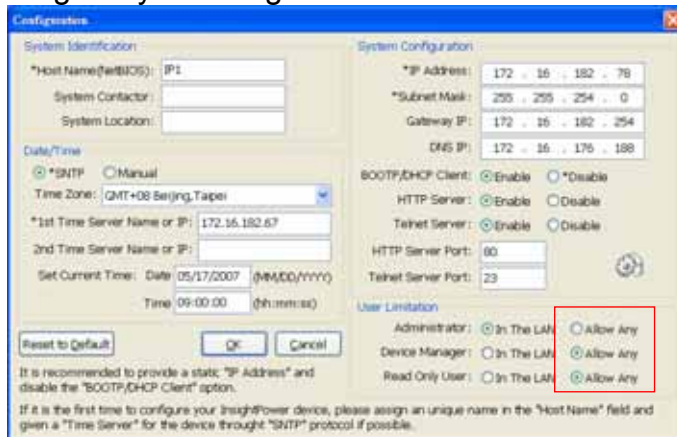 Configuration
System Identification
*Host Name(NetBIOS): IP1
System Contactor:
System Location:
Date/Time
*SNTP Manual
Time Zone: GMT+08 Beijing,Taipei
*1st Time Server Name or IP: 172.16.182.67
2nd Time Server Name or IP:
Set Current Time: Date 05/17/2007 (MM/DD/YYYY)
Time 09:00:00 (hh:mm:ss)
Reset to Default OK Cancel
It is recommended to provide a static "IP Address" and
disable the "BOOTP/DHCP Client" option.
System Configuration
*IP Address: 172 . 16 . 182 . 78
*Subnet Mask: 255 . 255 . 254 . 0
Gateway IP: 172 . 16 . 182 . 254
DNS IP: 172 . 16 . 176 . 188
BOOTP/DHCP Client: Enable *Disable
HTTP Server: Enable Disable
Telnet Server: Enable Disable
HTTP Server Port: 80
Telnet Server Port: 23
User Limitation
Administrator: In The LAN Allow Any
Device Manager: In The LAN Allow Any
Read Only User: In The LAN Allow Any
If it is the first time to configure your InsightPower device, please assign an unique name in the "Host Name" field and
given a "Time Server" for the device throught "SNTP" protocol if possible.